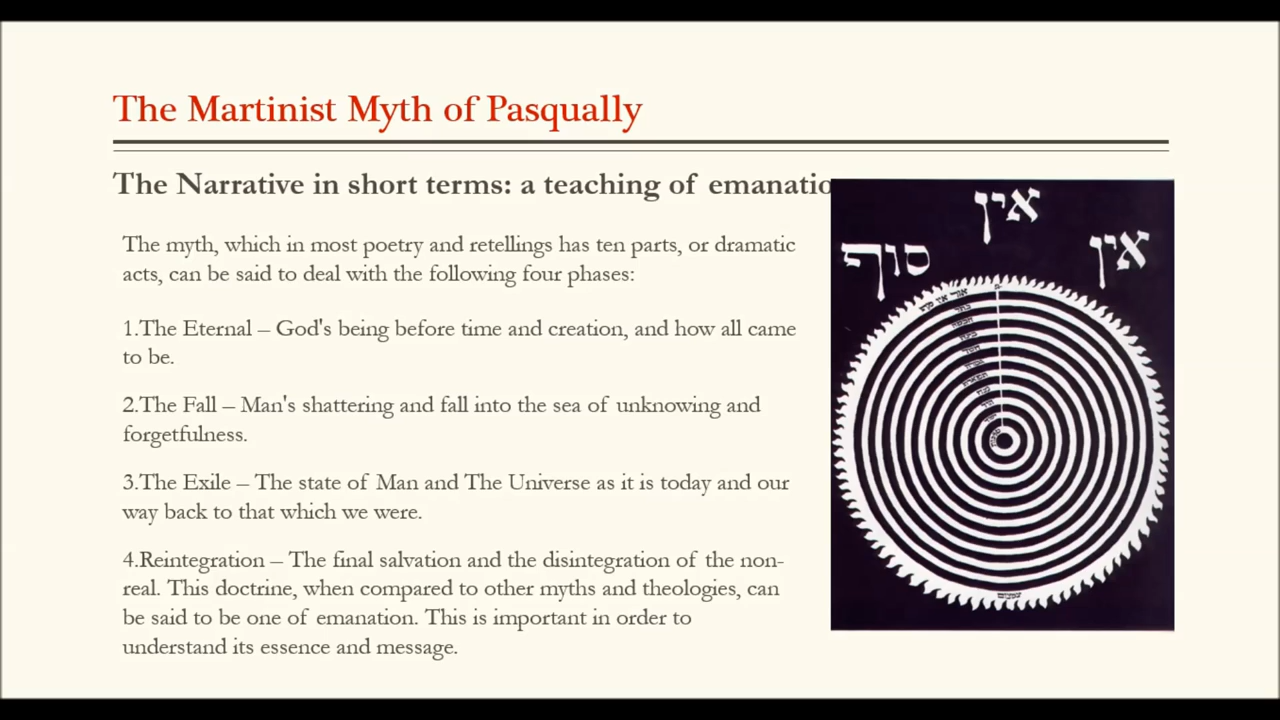 The Martinist Myth of Pasqually
The Narrative in short terms: a teaching of emanatio
The myth, which in most poetry and retellings has ten parts, or dramatic
acts, can be said to deal with the following four phases:
1.The Eternal – God's being before time and creation, and how all came
to be.
2.The Fall – Man's shattering and fall into the sea of unknowing and
forgetfulness.
3.The Exile – The state of Man and The Universe as it is today and our
way back to that which we were.
4.Reintegration – The final salvation and the disintegration of the non-
real. This doctrine, when compared to other myths and theologies, can
be said to be one of emanation. This is important in order to
understand its essence and message.
אין
אין
סוף